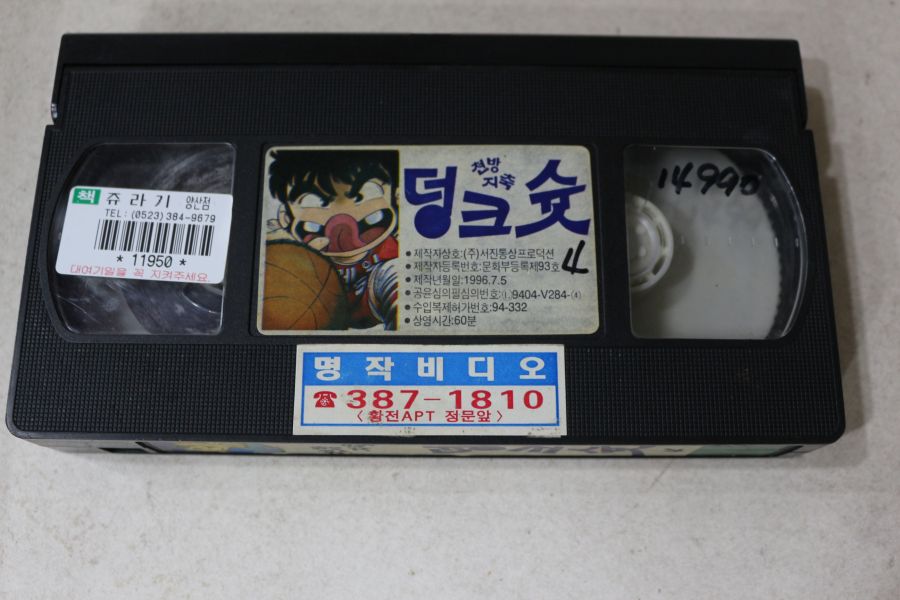 책 쥬라기 양산점
TEL: (0523) 384-9679
* 11950 *
대여기일을 꼭 지켜주세요
천방
지축
덩크슛
• 제작자상호:(주)서진통상프로덕션
• 제작자등록번호:문화부등록제93호
• 제작년월일:1996.7.5
• 공윤심의필심의번호:(1)9404-V284-(4)
• 수입복제허가번호:94-332
• 상영시간:60분
4
14990
명작비디오
☎387-1810
〈황전APT 정문앞〉